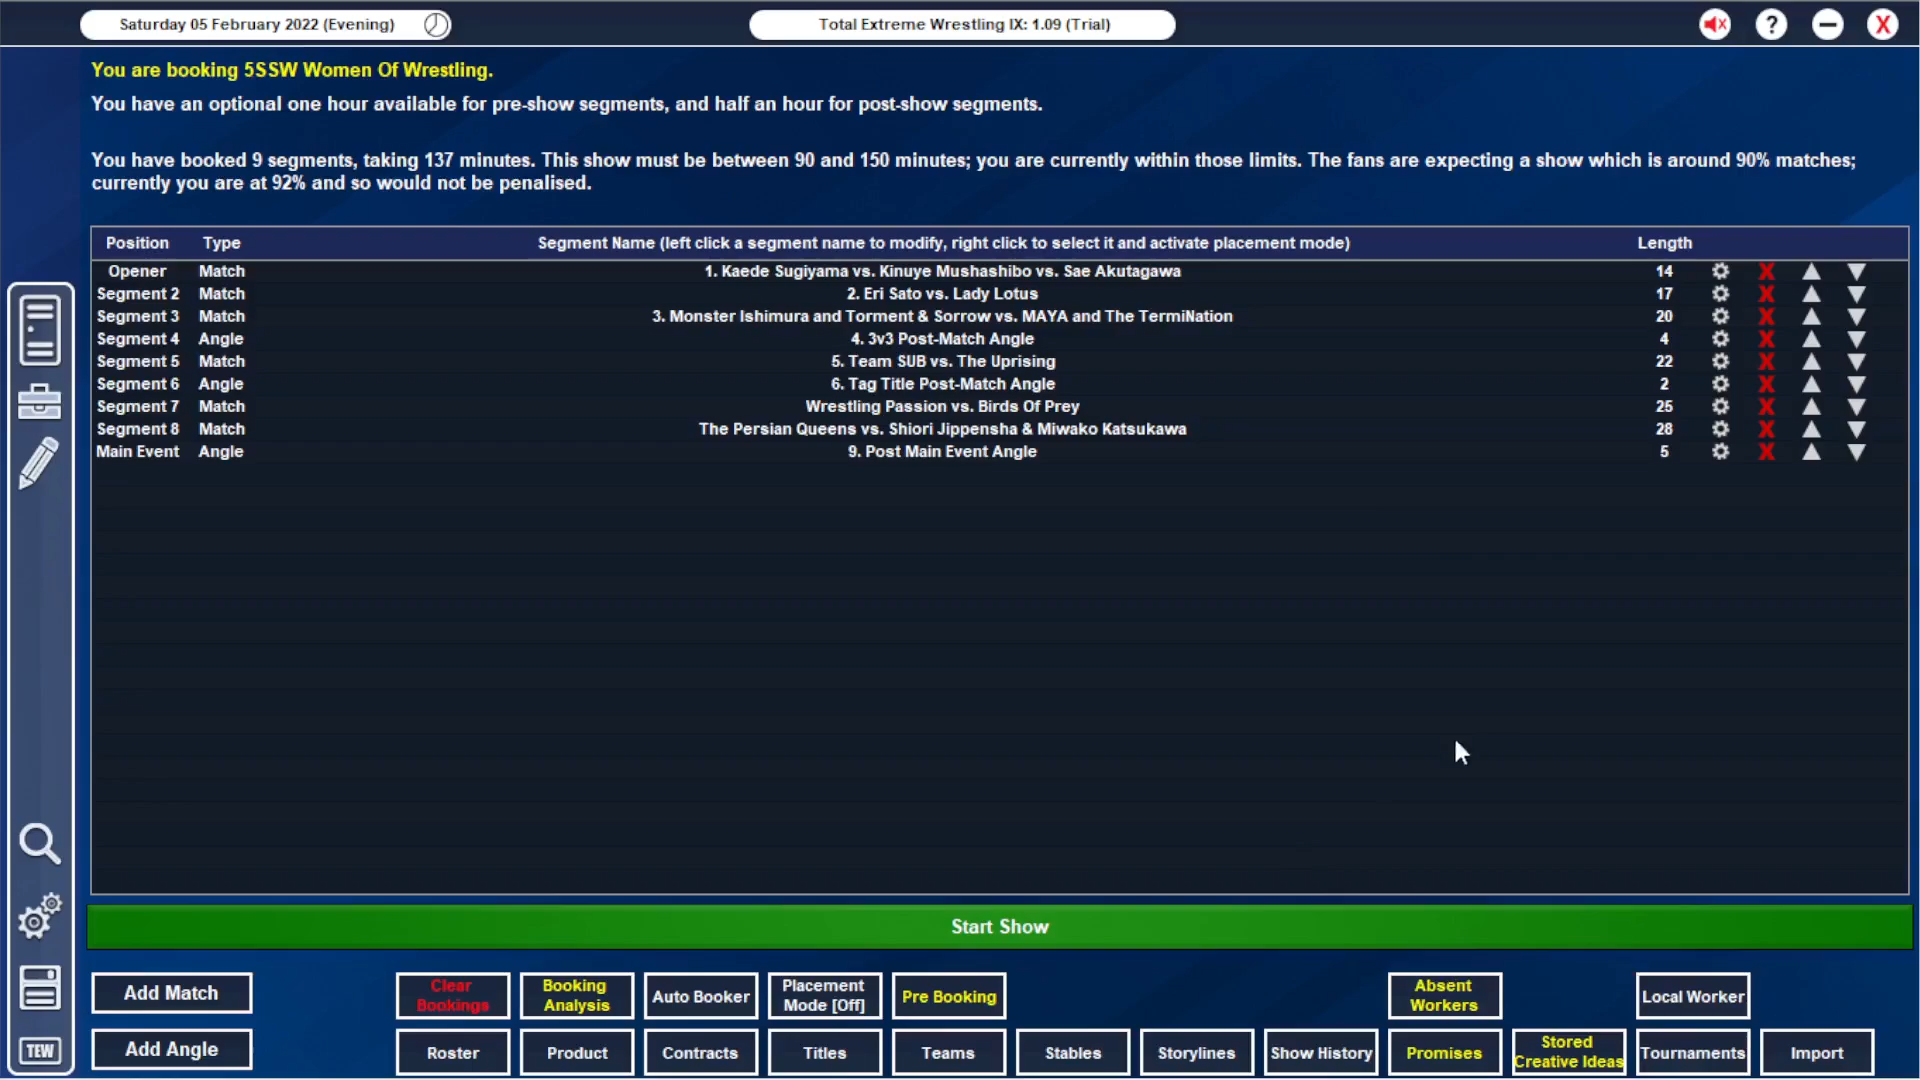 Saturday 05 February 2022 (Evening)
Total Extreme Wrestling IX: 1.09 (Trial)
? X
You are booking 5SSW Women Of Wrestling.
You have an optional one hour available for pre-show segments, and half an hour for post-show segments.
You have booked 9 segments, taking 137 minutes. This show must be between 90 and 150 minutes; you are currently within those limits. The fans are expecting a show which is around 90% matches;
currently you are at 92% and so would not be penalised.
Position Type Segment Name (left click a segment name to modify, right click to select it and activate placement mode) Length
Opener Match 1. Kaede Sugiyama vs. Kinuye Mushashibo vs. Sae Akutagawa 14 X
Segment 2 Match 2. Eri Sato vs. Lady Lotus 17 X
Segment 3 Match 3. Monster Ishimura and Torment & Sorrow vs. MAYA and The TermiNation 20 X
Segment 4 Angle 4. 3v3 Post-Match Angle 4 X
Segment 5 Match 5. Team SUB vs. The Uprising 22 X
Segment 6 Angle 6. Tag Title Post-Match Angle 2 X
Segment 7 Match Wrestling Passion vs. Birds Of Prey 25 X
Segment 8 Match The Persian Queens vs. Shiori Jippensha & Miwako Katsukawa 28 X
Main Event Angle 9. Post Main Event Angle 5 X
Start Show
Add Match
Clear Bookings
Booking Analysis
Auto Booker
Placement Mode [Off]
Pre Booking
Absent Workers
Local Worker
TEW
Add Angle
Roster
Product
Contracts
Titles
Teams
Stables
Storylines
Show History
Promises
Stored Creative Ideas
Tournaments
Import